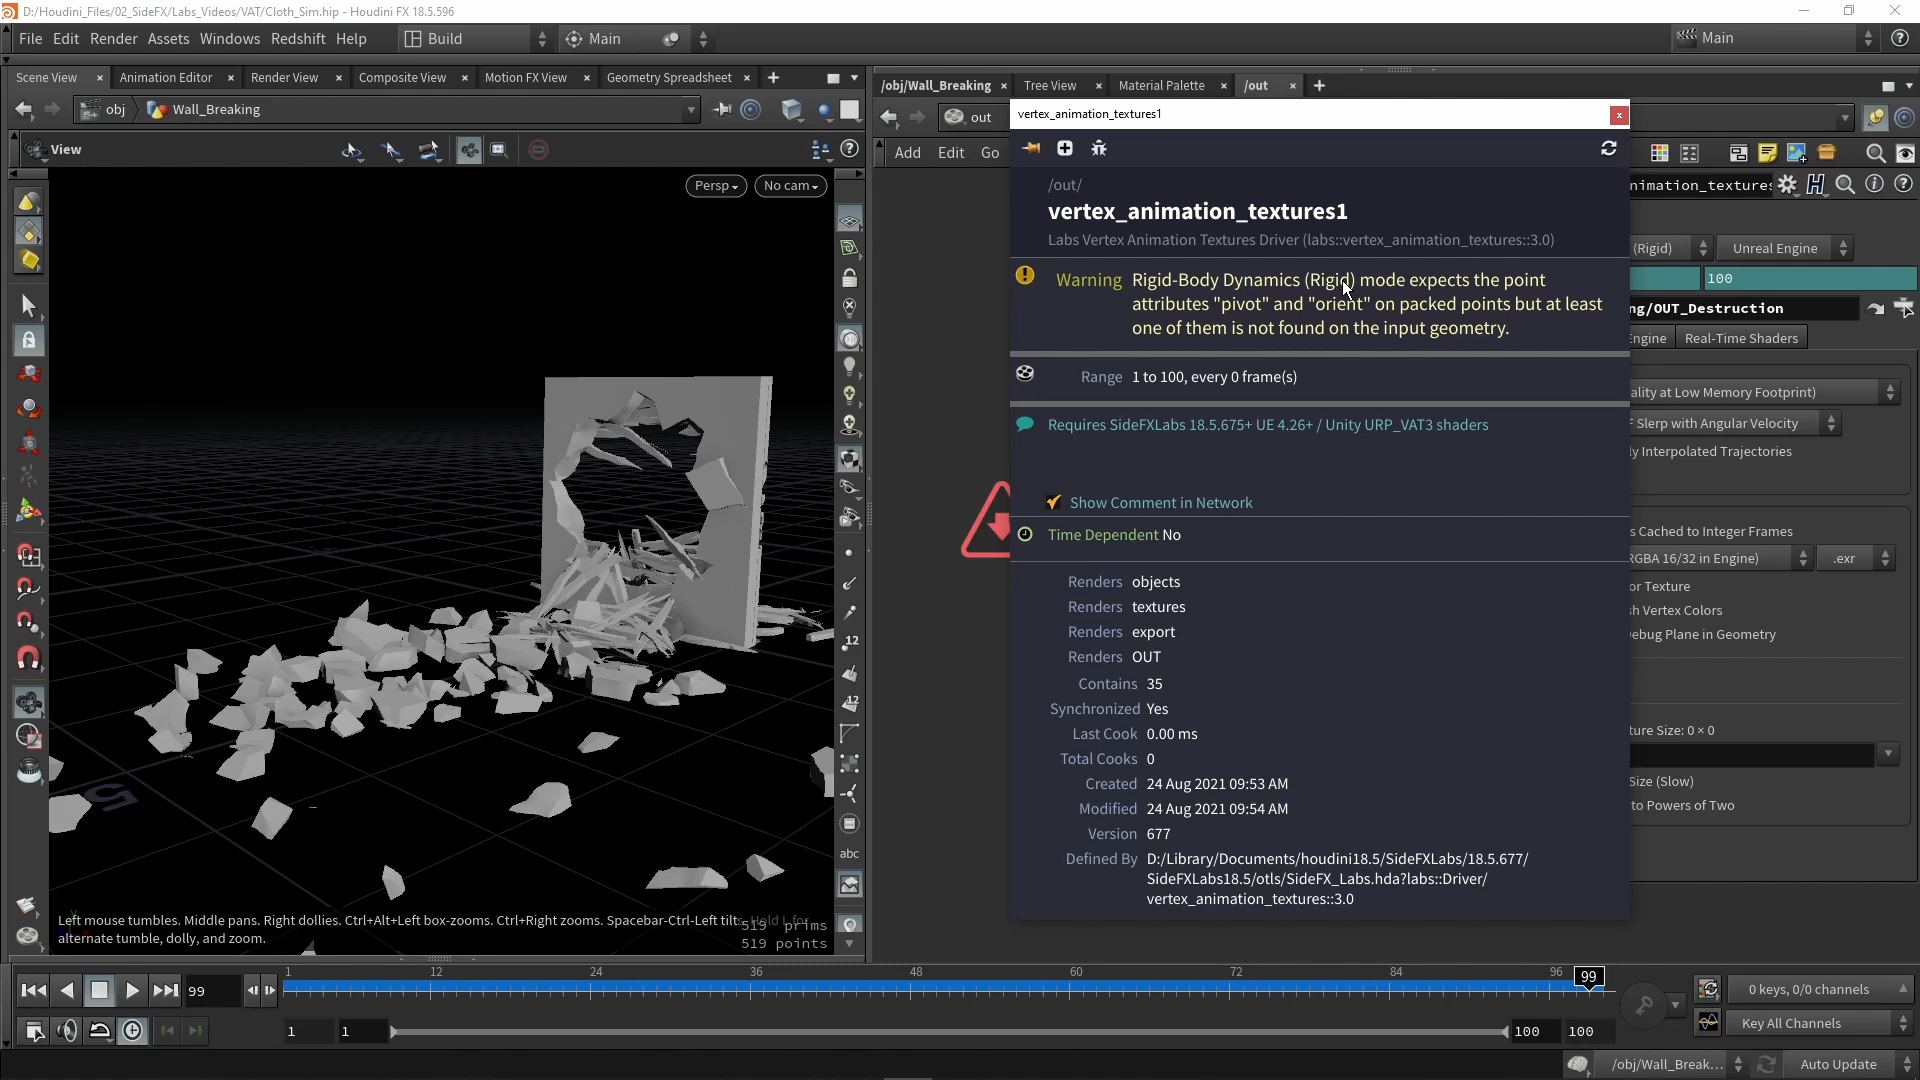 D:/Houdini_Files/02_SideFX/Labs_Videos/VAT/Cloth_Sim.hip - Houdini FX 18.5.596
File Edit Render Assets Windows Redshift Help Build Main Main
Scene View Animation Editor Render View Composite View Motion FX View Geometry Spreadsheet
/obj/Wall_Breaking Tree View Material Palette /out
obj Wall_Breaking
out
View
Add Edit Go
Persp No cam
vertex_animation_textures1
/out/
vertex_animation_textures1
Labs Vertex Animation Textures Driver (labs::vertex_animation_textures::3.0)
Warning Rigid-Body Dynamics (Rigid) mode expects the point
attributes "pivot" and "orient" on packed points but at least
one of them is not found on the input geometry.
Range 1 to 100, every 0 frame(s)
Requires SideFXLabs 18.5.675+ UE 4.26+ / Unity URP_VAT3 shaders
Show Comment in Network
Time Dependent No
Renders objects
Renders textures
Renders export
Renders OUT
Contains 35
Synchronized Yes
Last Cook 0.00 ms
Total Cooks 0
Created 24 Aug 2021 09:53 AM
Modified 24 Aug 2021 09:54 AM
Version 677
Defined By D:/Library/Documents/houdini18.5/SideFXLabs/18.5.677/
SideFXLabs18.5/otls/SideFX_Labs.hda?labs::Driver/
vertex_animation_textures::3.0
nimation_textures
(Rigid) Unreal Engine
100
ng/OUT_Destruction
Engine Real-Time Shaders
ality at Low Memory Footprint)
F Slerp with Angular Velocity
ly Interpolated Trajectories
s Cached to Integer Frames
RGBA 16/32 in Engine) .exr
or Texture
sh Vertex Colors
Debug Plane in Geometry
ture Size: 0 × 0
Size (Slow)
to Powers of Two
12
12
abc
5
Left mouse tumbles. Middle pans. Right dollies. Ctrl+Alt+Left box-zooms. Ctrl+Right zooms. Spacebar-Ctrl-Left tilts. Hold L for
alternate tumble, dolly, and zoom.
519 prims
519 points
99 1 12 24 36 48 60 72 84 96 99
0 keys, 0/0 channels
1 1 100 100
Key All Channels
/obj/Wall_Break... Auto Update